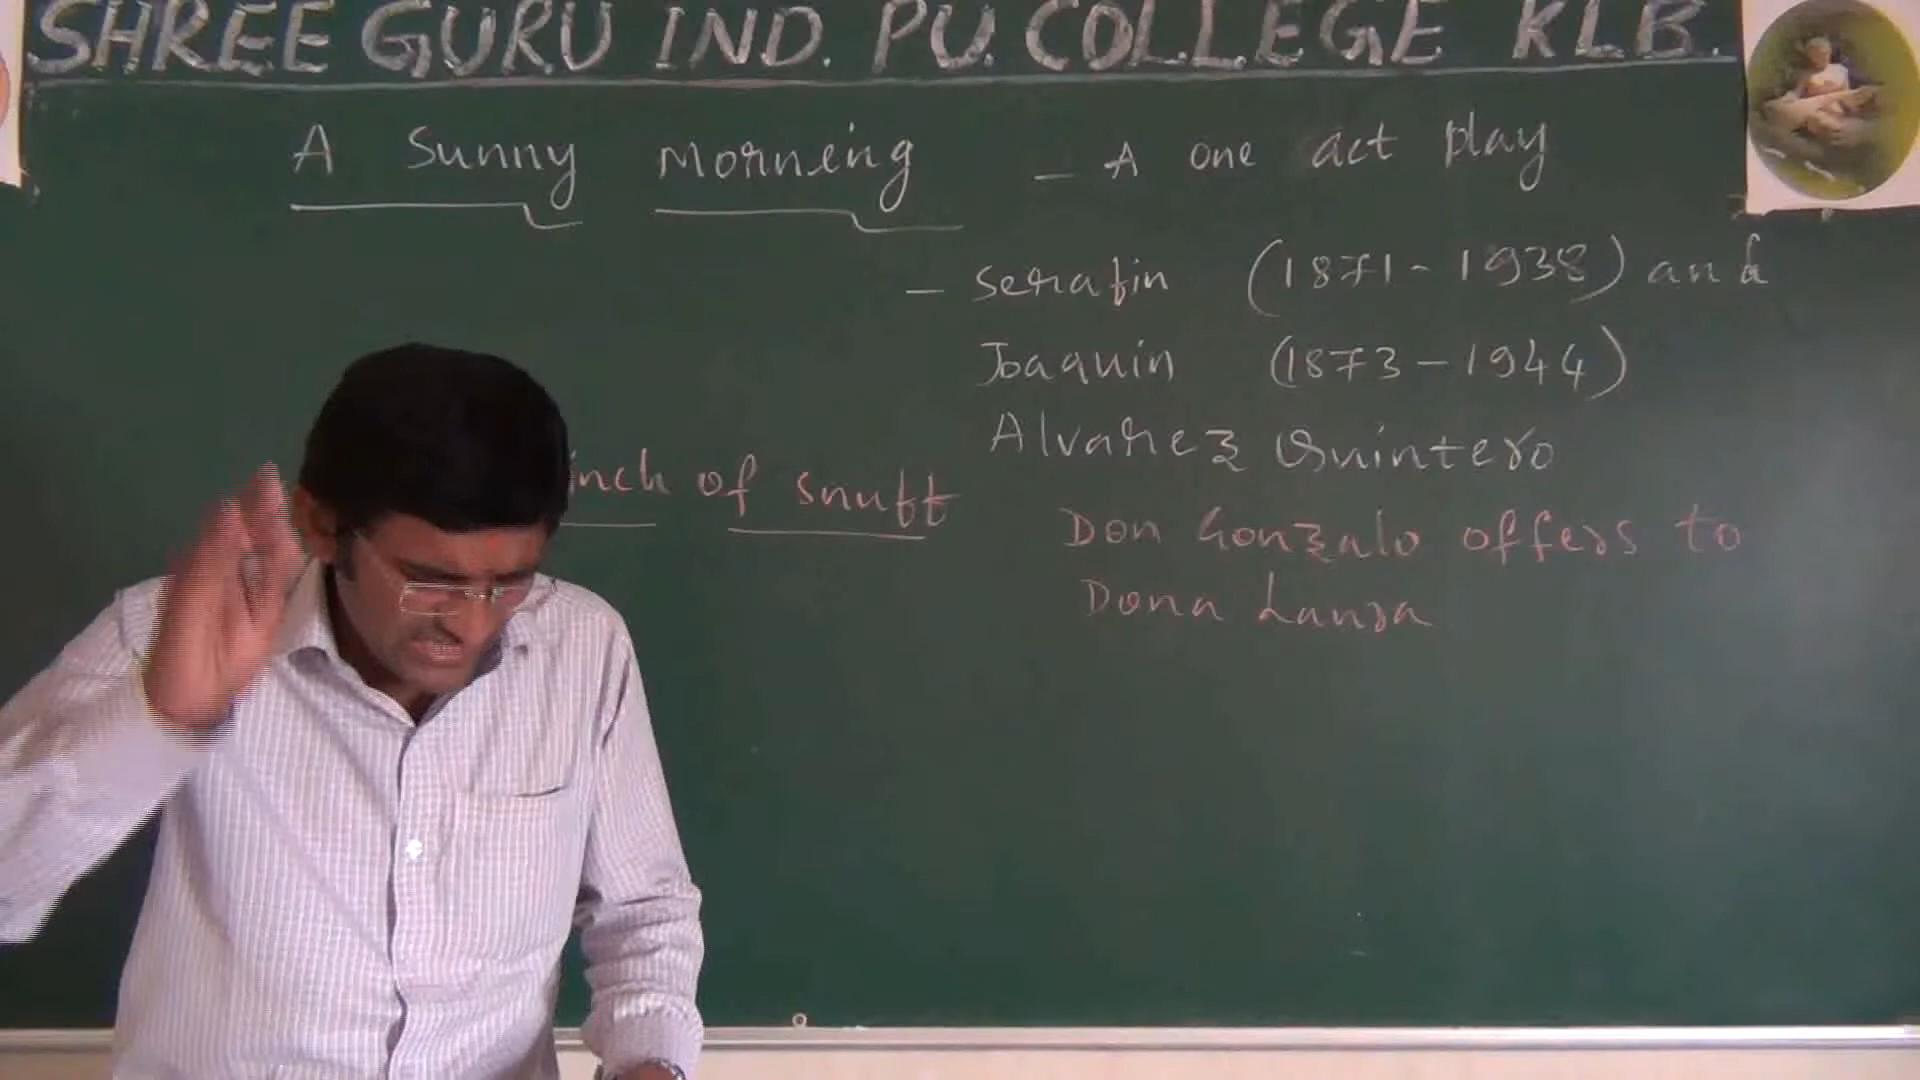 SHREE GURU IND. PU. COLLEGE KLB.
A Sunny Morning – A one act play
– Serafin (1871-1938) and
Joaquin (1873-1944)
Alvarez Quintero
inch of snuff
Don Gonzalo offers to
Dona Laura